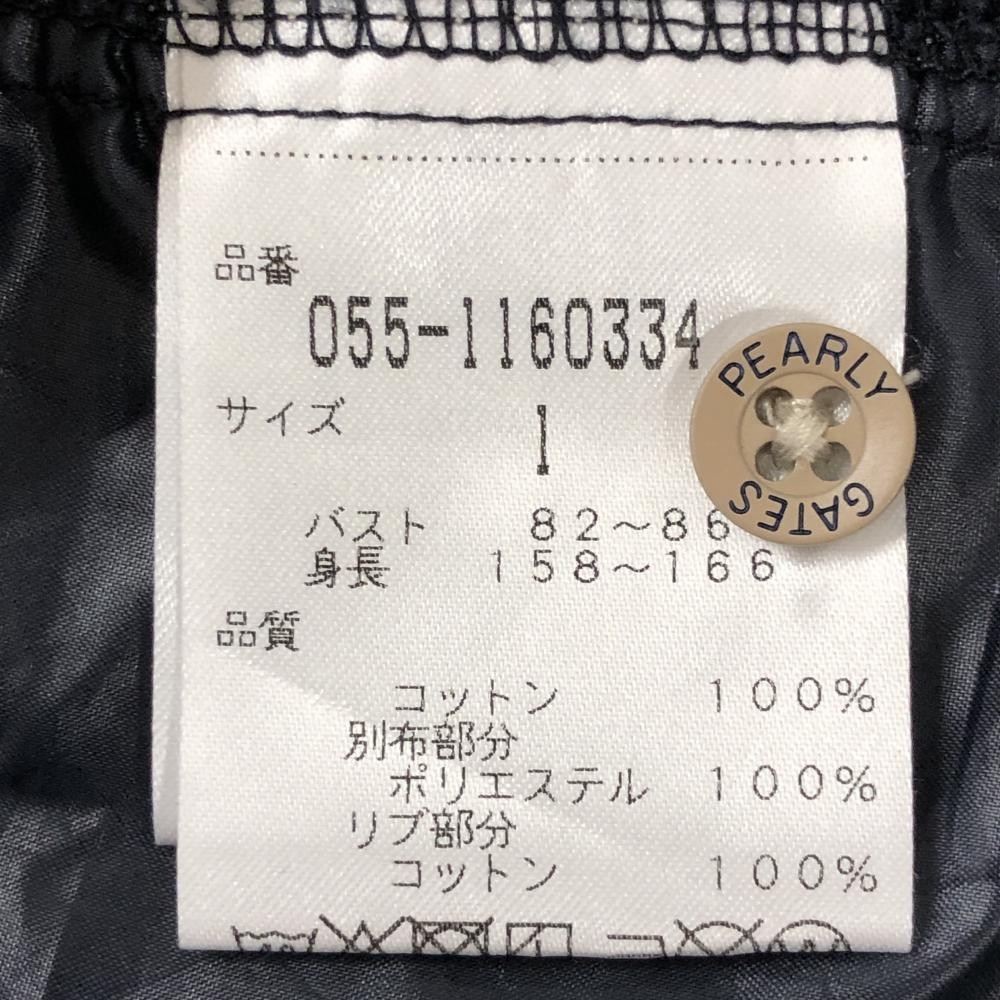 品番
055-1160334
サイズ 1
バスト 82～86
身長 158～166
品質
コットン 100%
別布部分
ポリエステル 100%
リブ部分
コットン 100%
PEARLY
GATES